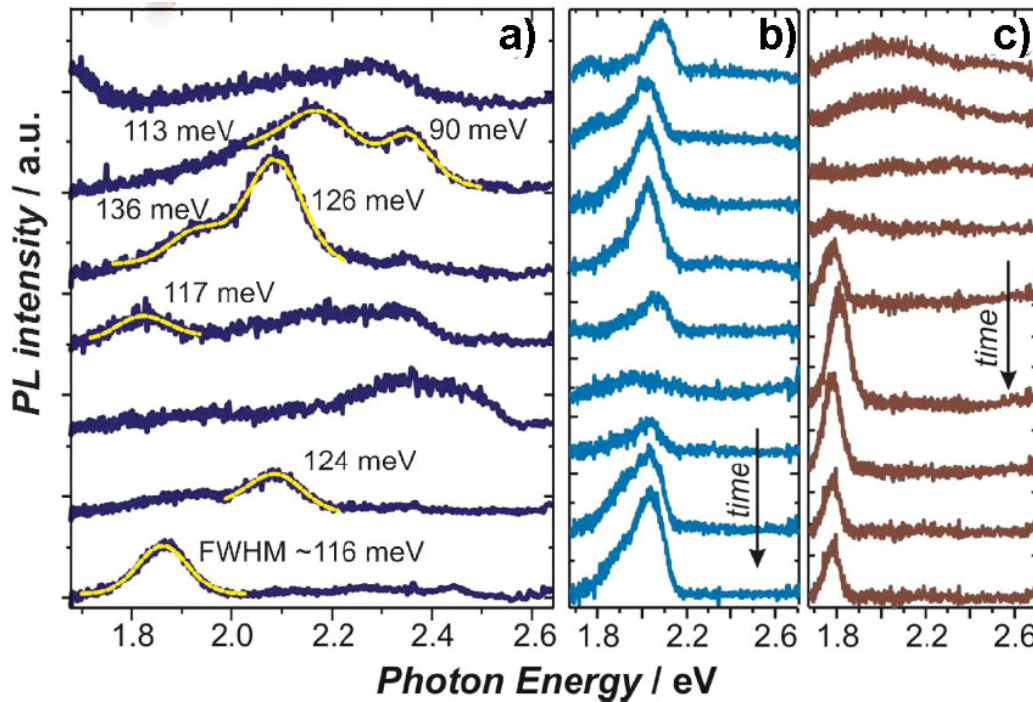 a)
b)
c)
113 meV
90 meV
136 meV
126 meV
117 meV
124 meV
FWHM ~116 meV
time
time
PL intensity / a.u.
1.8 2.0 2.2 2.4 2.6
1.8 2.2 2.6
1.8 2.2 2.6
Photon Energy / eV